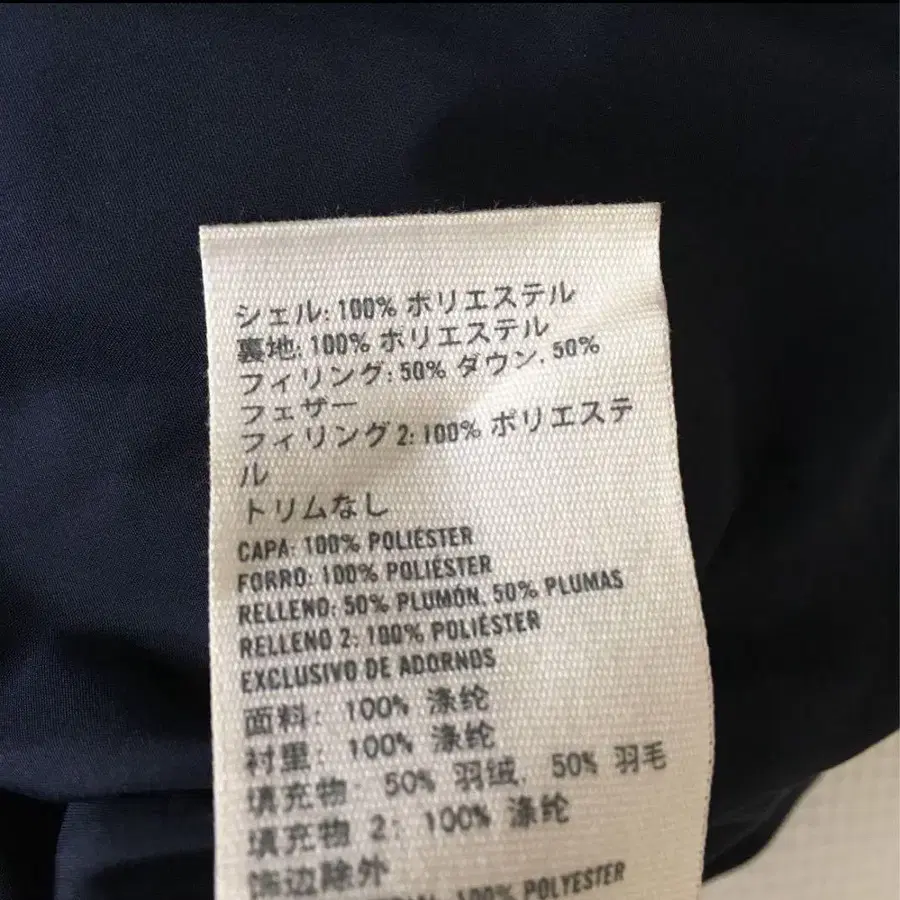 シェル: 100% ポリエステル
裏地: 100% ポリエステル
フィリング: 50% ダウン, 50%
フェザー
フィリング 2: 100% ポリエステ
ル
トリムなし
CAPA: 100% POLIÉSTER
FORRO: 100% POLIÉSTER
RELLENO: 50% PLUMÓN, 50% PLUMAS
RELLENO 2: 100% POLIÉSTER
EXCLUSIVO DE ADORNOS
面料: 100% 涤纶
衬里: 100% 涤纶
填充物: 50% 羽绒, 50% 羽毛
填充物 2: 100% 涤纶
饰边除外
100% POLYESTER